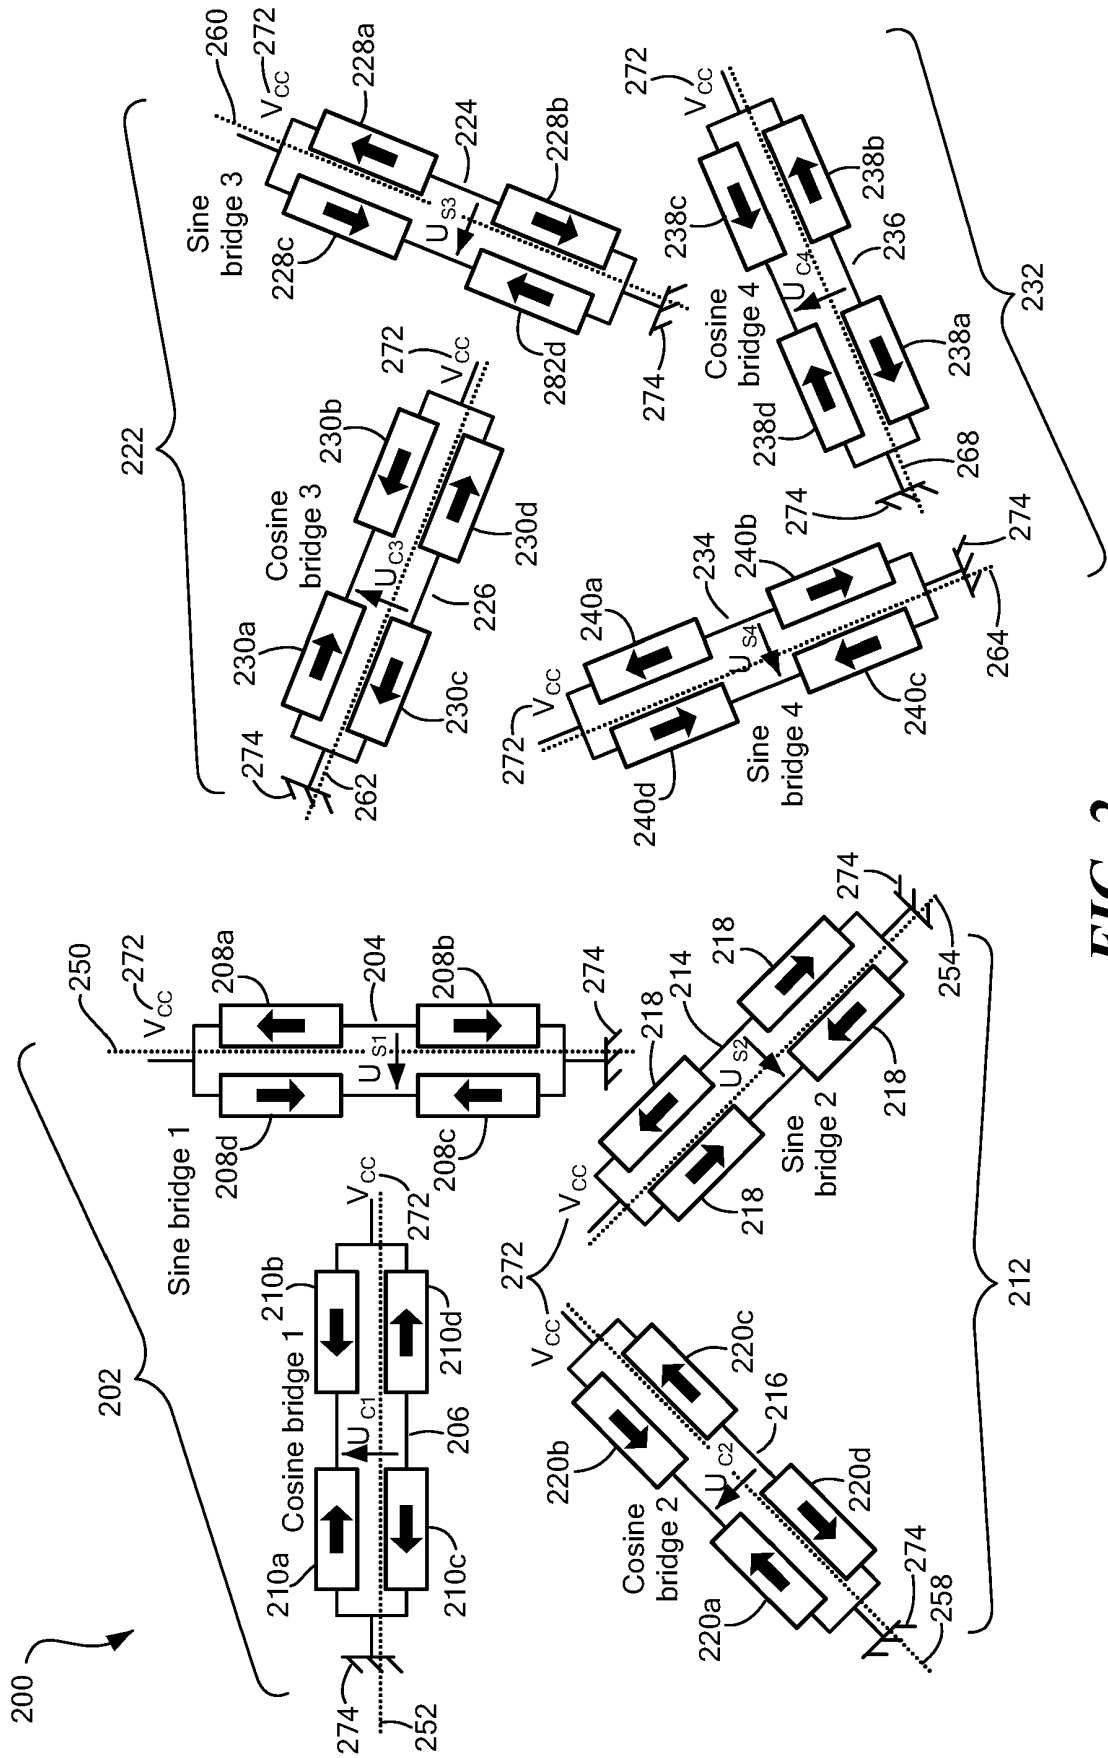 200
202
Sine bridge 1
250
272
VCC
208a
204
208b
US1
208d
208c
274
Cosine bridge 1
210a
210b
UC1
VCC
272
210c
206
210d
274
252
222
Cosine
bridge 3
230a
230b
UC3
272
VCC
230c
226
230d
274
262
Sine
bridge 3
260
272
VCC
228a
224
228b
228c
US3
282d
274
212
Cosine
bridge 2
220b
220a
UC2
272
VCC
220c
216
220d
274
258
Sine
bridge 2
VCC
218
214
218
US2
218
218
274
254
232
Sine
bridge 4
272
VCC
240a
234
240b
US4
240d
240c
274
264
Cosine
bridge 4
272
VCC
238c
238d
UC4
238b
236
238a
274
268
FIG. 2